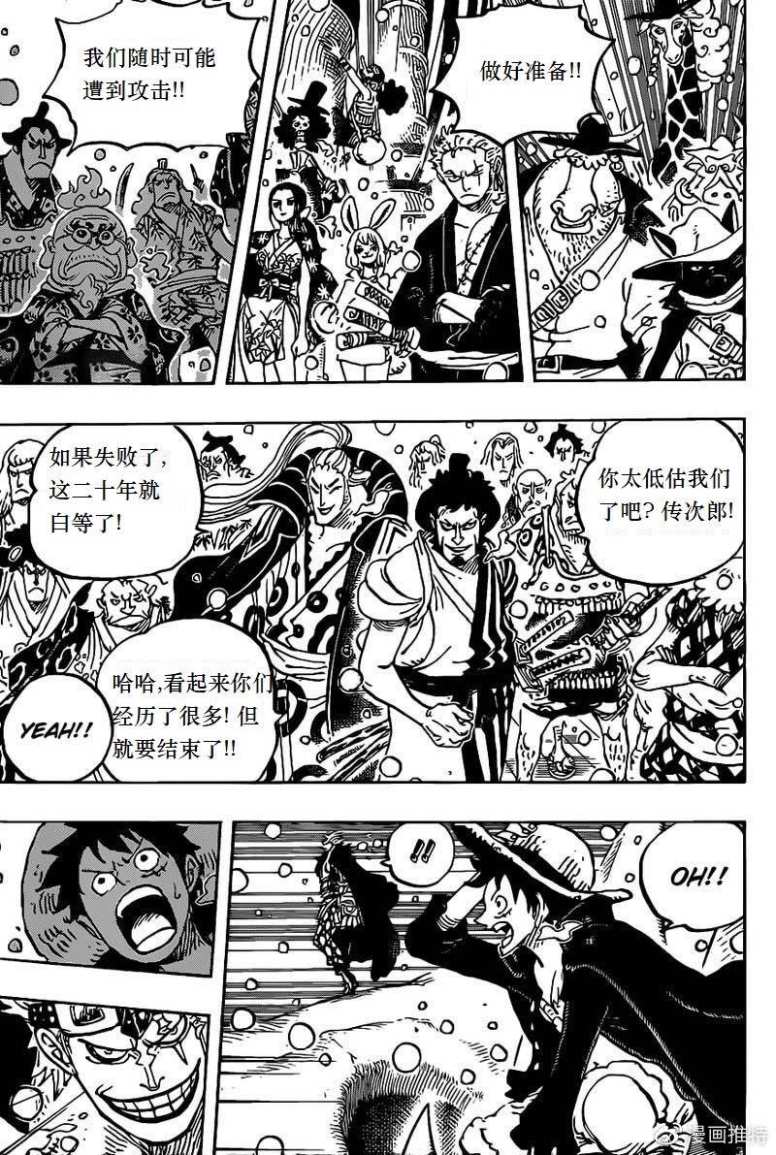 做好准备!!
我们随时可能
遭到攻击!!
你太低估我们
了吧? 传次郎!
如果失败了,
这二十年就
白等了!
哈哈,看起来你们
经历了很多! 但
就要结束了!!
YEAH!!
OH!!
!!
漫画推特